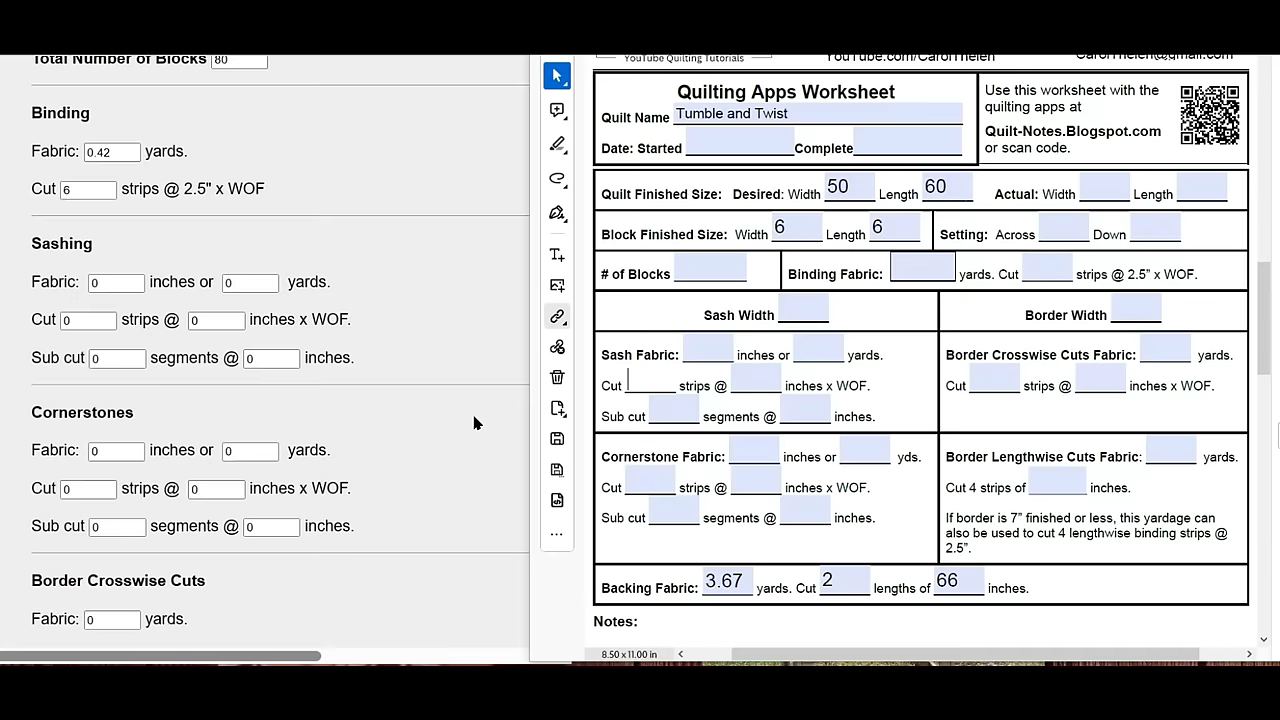 Total Number of Blocks 80
Binding
Fabric: 0.42 yards.
Cut 6 strips @ 2.5" x WOF
Sashing
Fabric: 0 inches or 0 yards.
Cut 0 strips @ 0 inches x WOF.
Sub cut 0 segments @ 0 inches.
Cornerstones
Fabric: 0 inches or 0 yards.
Cut 0 strips @ 0 inches x WOF.
Sub cut 0 segments @ 0 inches.
Border Crosswise Cuts
Fabric: 0 yards.
YouTube Quilting Tutorials
YouTube.com/CarolThelen
CarolThelen@gmail.com
Quilting Apps Worksheet
Quilt Name Tumble and Twist
Date: Started Complete
Use this worksheet with the
quilting apps at
Quilt-Notes.Blogspot.com
or scan code.
Quilt Finished Size: Desired: Width 50 Length 60 Actual: Width Length
Block Finished Size: Width 6 Length 6 Setting: Across Down
# of Blocks Binding Fabric: yards. Cut strips @ 2.5" x WOF.
Sash Width Border Width
Sash Fabric: inches or yards.
Cut strips @ inches x WOF.
Sub cut segments @ inches.
Border Crosswise Cuts Fabric: yards.
Cut strips @ inches x WOF.
Cornerstone Fabric: inches or yds.
Cut strips @ inches x WOF.
Sub cut segments @ inches.
Border Lengthwise Cuts Fabric: yards.
Cut 4 strips of inches.
If border is 7" finished or less, this yardage can
also be used to cut 4 lengthwise binding strips @
2.5".
Backing Fabric: 3.67 yards. Cut 2 lengths of 66 inches.
Notes:
8.50 x 11.00 in